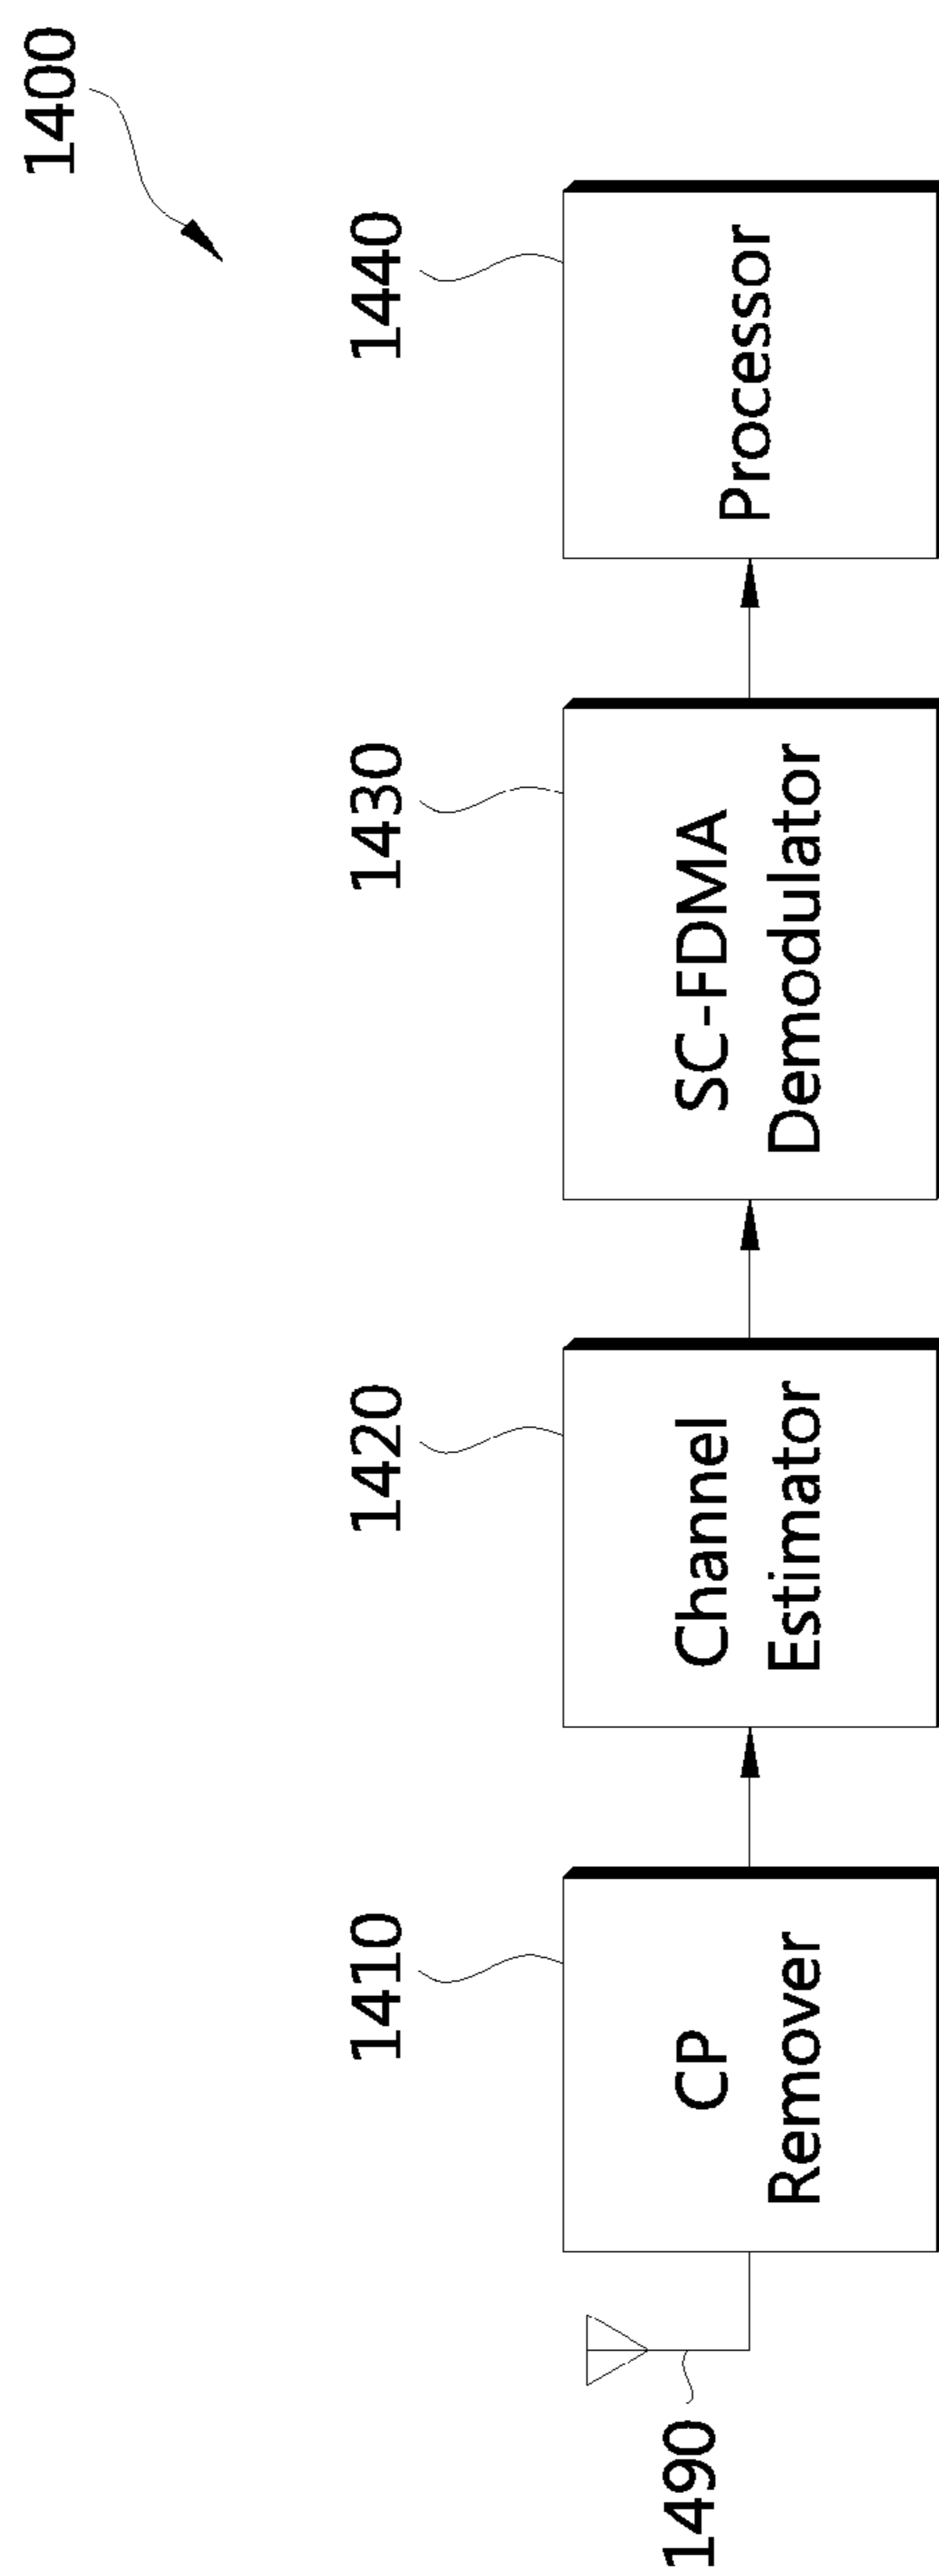 1400
1410
1420
1430
1440
CP
Remover
Channel
Estimator
SC-FDMA
Demodulator
Processor
1490